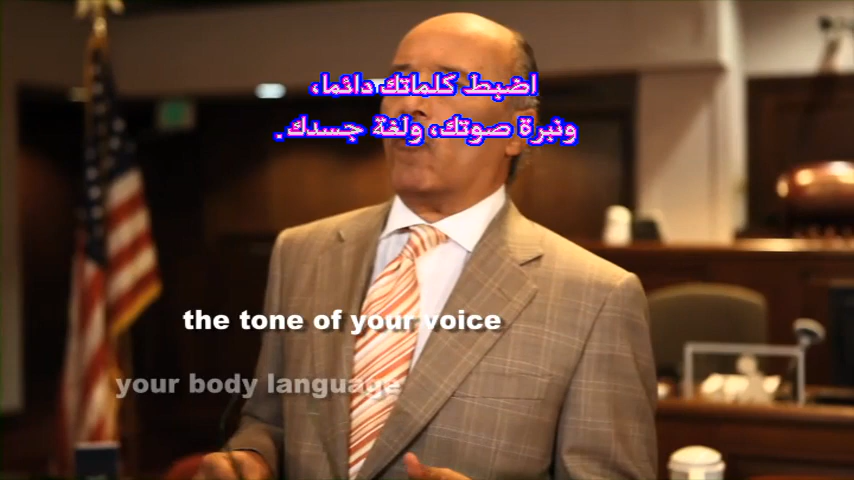 اضبط كلماتك دائما،
ونبرة صوتك، ولغة جسدك.
the tone of your voice
your body language